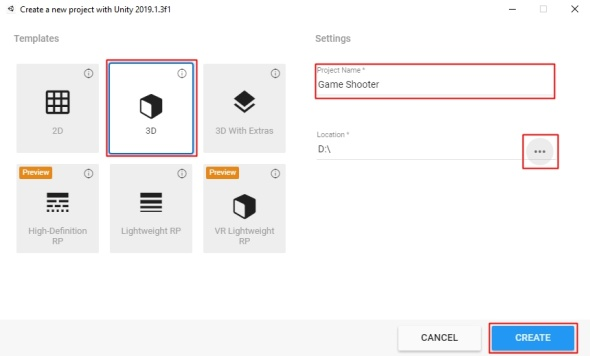 Create a new project with Unity 2019.1.3f1
Templates
Settings
2D
3D
3D With Extras
Preview
High-Definition
RP
Lightweight RP
Preview
VR Lightweight
RP
Project Name *
Game Shooter
Location *
D:\
CANCEL
CREATE